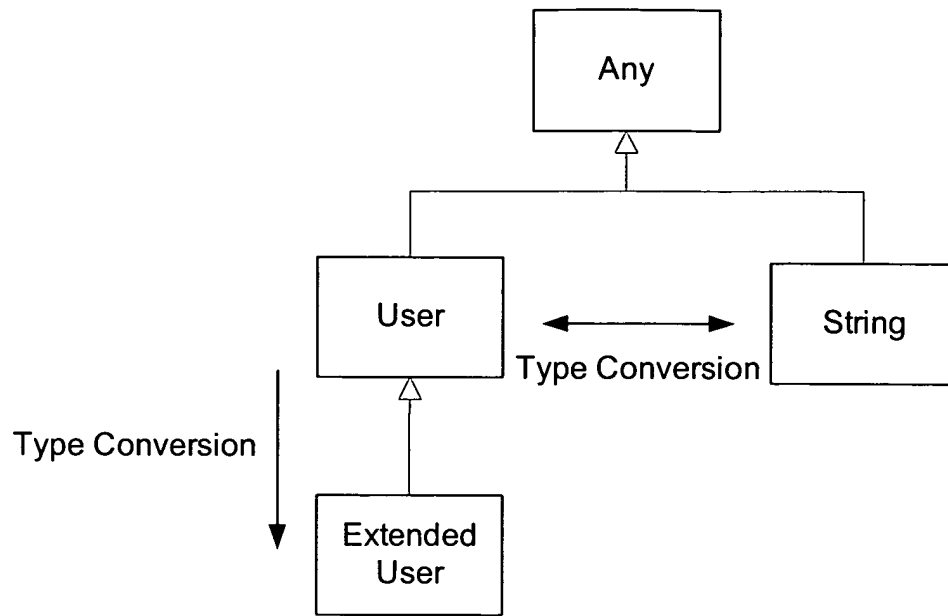 Any
User
String
Type Conversion
Type Conversion
Extended
User